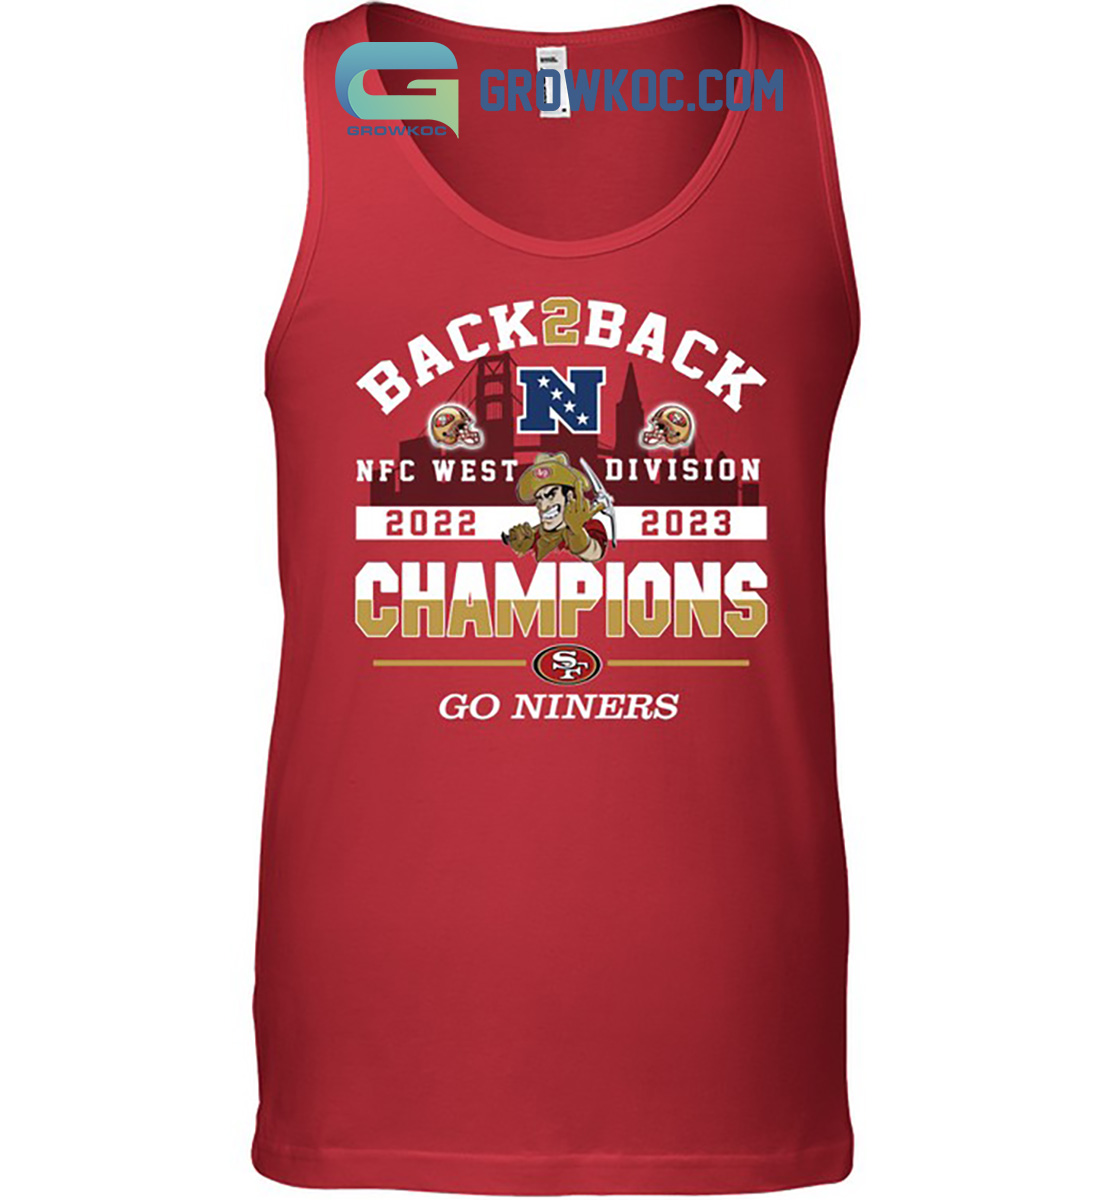 GROWKOC
GROWKOC.COM
BACK2BACK
N
NFC WEST DIVISION
2022 2023
CHAMPIONS
SF
GO NINERS